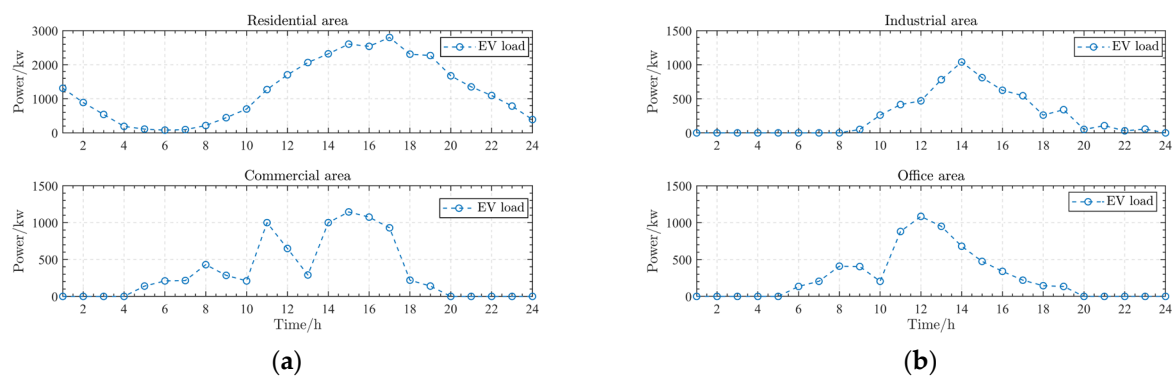 Residential area
3000
2000
1000
0
Power/kw
EV load
2 4 6 8 10 12 14 16 18 20 22 24
Commercial area
1500
1000
500
0
Power/kw
EV load
2 4 6 8 10 12 14 16 18 20 22 24
Time/h
(a)
Industrial area
1500
1000
500
0
Power/kw
EV load
2 4 6 8 10 12 14 16 18 20 22 24
Office area
1500
1000
500
0
Power/kw
EV load
2 4 6 8 10 12 14 16 18 20 22 24
Time/h
(b)